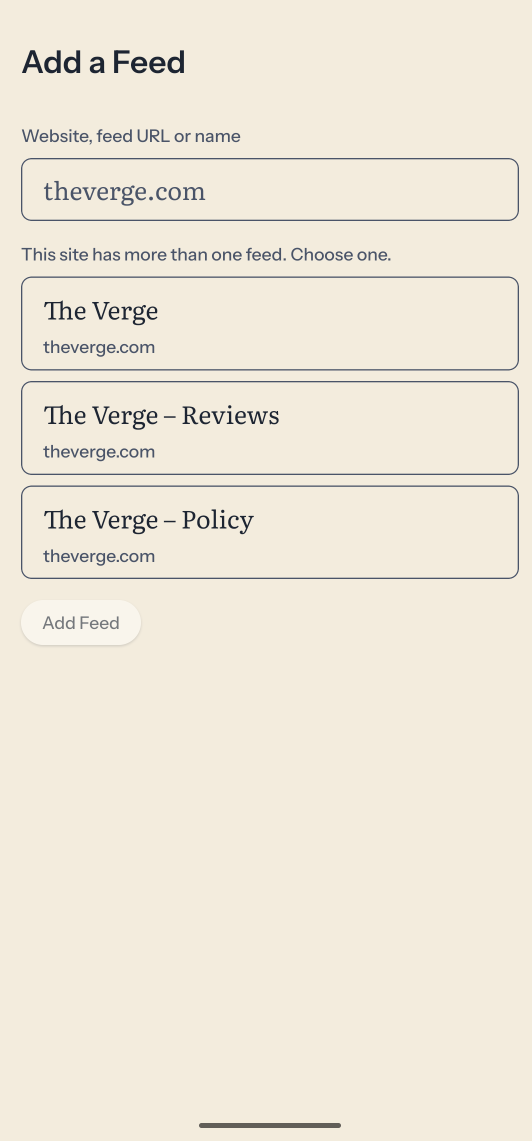 Add a Feed
Website, feed URL or name
theverge.com
This site has more than one feed. Choose one.
The Verge
theverge.com
The Verge – Reviews
theverge.com
The Verge – Policy
theverge.com
Add Feed